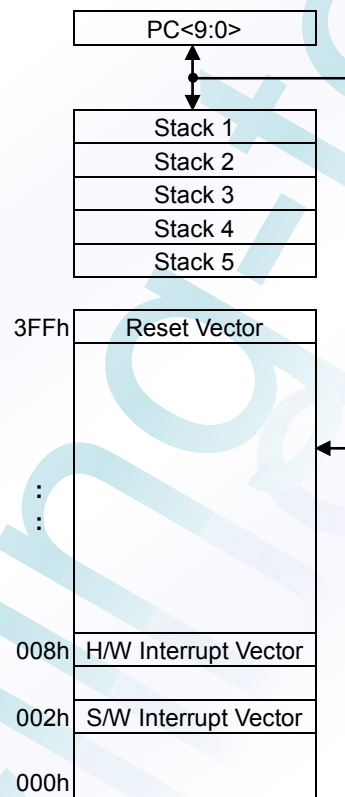 PC<9:0>
Stack 1
Stack 2
Stack 3
Stack 4
Stack 5
3FFh Reset Vector
:
:
008h H/W Interrupt Vector
002h S/W Interrupt Vector
000h